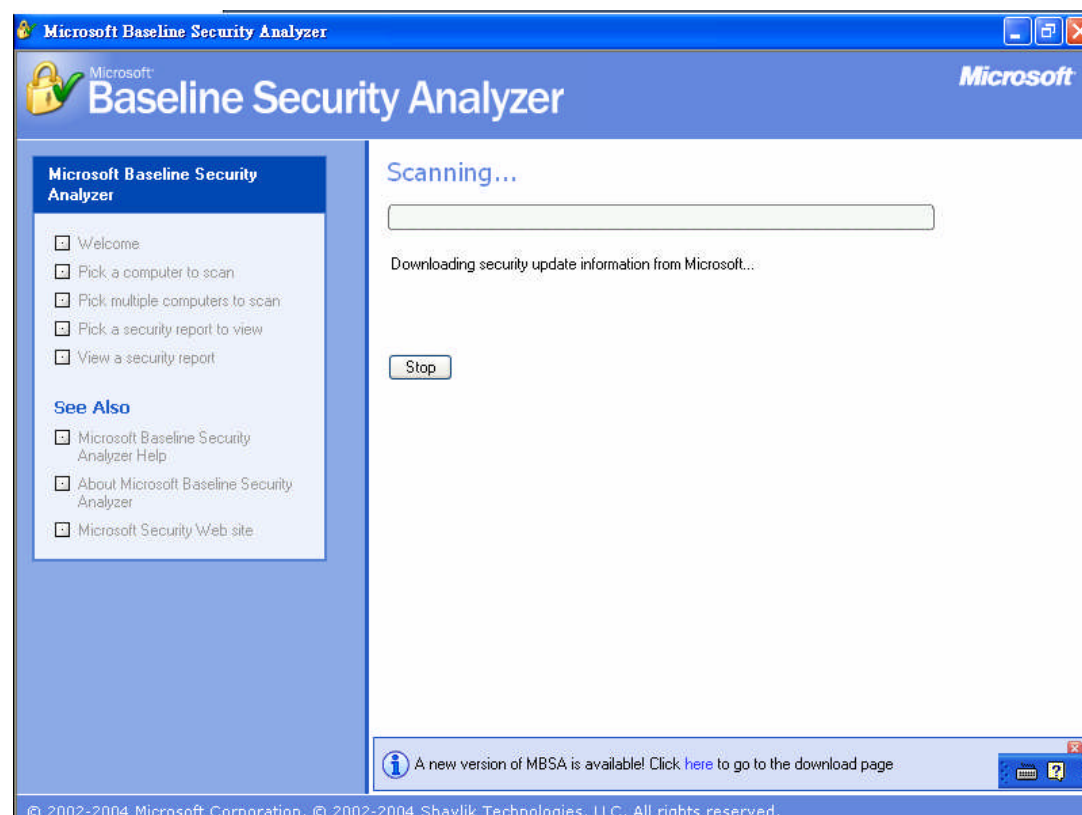 Microsoft Baseline Security Analyzer
Microsoft
Baseline Security Analyzer
Microsoft
Microsoft Baseline Security
Analyzer
Welcome
Pick a computer to scan
Pick multiple computers to scan
Pick a security report to view
View a security report
See Also
Microsoft Baseline Security
Analyzer Help
About Microsoft Baseline Security
Analyzer
Microsoft Security Web site
Scanning...
Downloading security update information from Microsoft...
Stop
A new version of MBSA is available! Click here to go to the download page
© 2002-2004 Microsoft Corporation, © 2002-2004 Shavlik Technologies, LLC. All rights reserved.